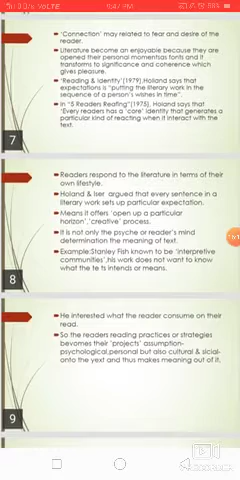 VoLTE
'Connection' may related to fear and desire of the
reader.
Literature become an enjoyable because they are
opened their personal momenthas fonts and it
transforms to significance and coherence which
gives pleasure.
'Reading & Identity'(1979),Holand says that
expectations is "putting the literary work in the
sequence of a person's wishes in time".
In "5 Readers Reafing"(1975), Holand says that
'Every readers has a 'core' identity that generates a
particular kind of reacting when it interact with the
text.
7
Readers respond to the literature in terms of their
own lifestyle.
Holand & Iser argued that every sentence in a
literary work sets up particular expectation.
Means it offers 'open up a particular
horizon','creative' process.
It is not only the psyche or reader's mind
determination the meaning of text.
Example:Stanley Fish known to be 'interpretive
communities',his work does not want to know
what the te ts intends or means.
8
He interested what the reader consume on their
read.
So the readers reading practices or strategies
bevomes their 'projects' assumption-
psychological,personal but also cultural & sicial-
onto the yext and thus makes meaning out of it.
9